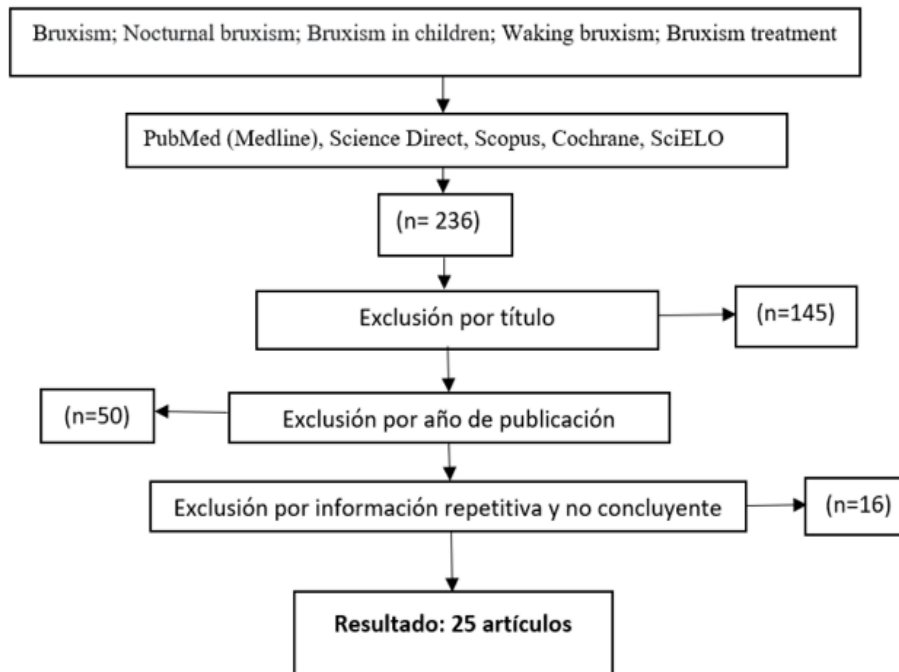 Bruxism; Nocturnal bruxism; Bruxism in children; Waking bruxism; Bruxism treatment
PubMed (Medline), Science Direct, Scopus, Cochrane, SciELO
(n= 236)
Exclusión por título
(n=145)
(n=50)
Exclusión por año de publicación
Exclusión por información repetitiva y no concluyente
(n=16)
Resultado: 25 artículos